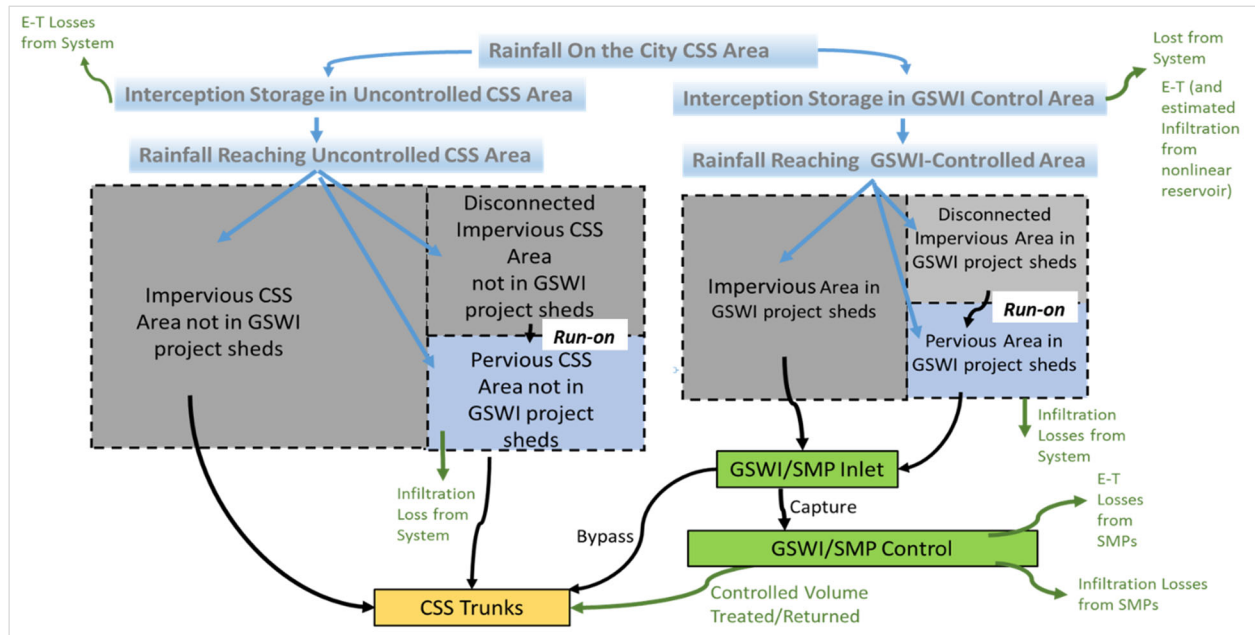 E-T Losses
from System
Rainfall On the City CSS Area
Lost from
System
Interception Storage in Uncontrolled CSS Area
Interception Storage in GSWI Control Area
E-T (and
estimated
Infiltration
from
nonlinear
reservoir)
Rainfall Reaching Uncontrolled CSS Area
Rainfall Reaching GSWI-Controlled Area
Disconnected
Impervious CSS
Area
not in GSWI
project sheds
Impervious CSS
Area not in GSWI
project sheds
Run-on
Pervious CSS
Area not in
GSWI project
sheds
Disconnected
Impervious Area in
GSWI project sheds
Impervious Area in
GSWI project sheds
Run-on
Pervious Area in
GSWI project sheds
Infiltration
Loss from
System
Infiltration
Losses from
System
GSWI/SMP Inlet
Capture
Bypass
GSWI/SMP Control
E-T
Losses
from
SMPs
Infiltration Losses
from SMPs
Controlled Volume
Treated/Returned
CSS Trunks